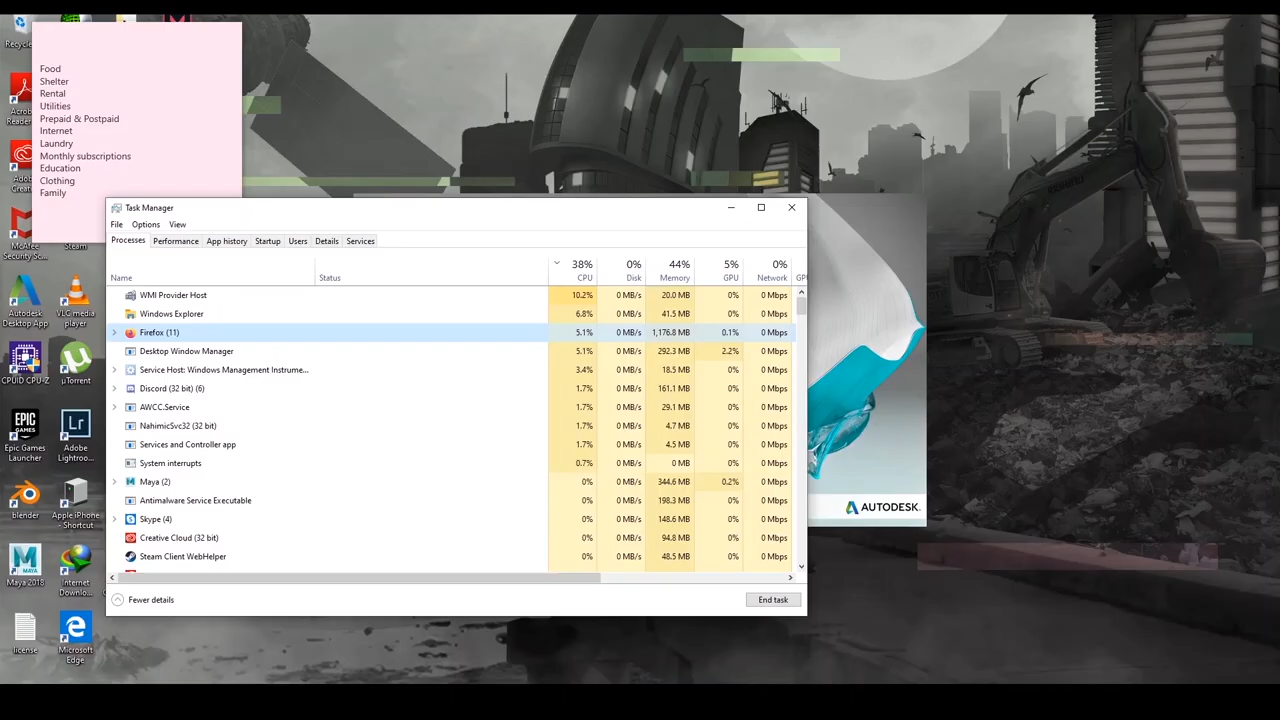 Recycle
Food
Shelter
Rental
Utilities
Prepaid & Postpaid
Internet
Laundry
Monthly subscriptions
Education
Clothing
Family
Reader
McAfee
Security Sc...
Steam
Autodesk
Desktop App
VLC media
player
CPUID CPU-Z
µTorrent
EPIC
GAMES
Epic Games
Launcher
Lr
Adobe
Lightroo...
blender
Apple iPhone
- Shortcut
Maya 2018
Internet
Downlo...
license
Microsoft
Edge
Task Manager
File Options View
Processes Performance App history Startup Users Details Services
38% 0% 44% 5% 0%
Name Status CPU Disk Memory GPU Network GPU
WMI Provider Host 10.2% 0 MB/s 20.0 MB 0% 0 Mbps
Windows Explorer 6.8% 0 MB/s 41.5 MB 0% 0 Mbps
Firefox (11) 5.1% 0 MB/s 1,176.8 MB 0.1% 0 Mbps
Desktop Window Manager 5.1% 0 MB/s 292.3 MB 2.2% 0 Mbps
Service Host: Windows Management Instrume... 3.4% 0 MB/s 18.5 MB 0% 0 Mbps
Discord (32 bit) (6) 1.7% 0 MB/s 161.1 MB 0% 0 Mbps
AWCC.Service 1.7% 0 MB/s 29.1 MB 0% 0 Mbps
NahimicSvc32 (32 bit) 1.7% 0 MB/s 4.7 MB 0% 0 Mbps
Services and Controller app 1.7% 0 MB/s 4.5 MB 0% 0 Mbps
System interrupts 0.7% 0 MB/s 0 MB 0% 0 Mbps
Maya (2) 0% 0 MB/s 344.6 MB 0.2% 0 Mbps
Antimalware Service Executable 0% 0 MB/s 198.3 MB 0% 0 Mbps
Skype (4) 0% 0 MB/s 148.6 MB 0% 0 Mbps
Creative Cloud (32 bit) 0% 0 MB/s 94.8 MB 0% 0 Mbps
Steam Client WebHelper 0% 0 MB/s 48.5 MB 0% 0 Mbps
Fewer details End task
AUTODESK.